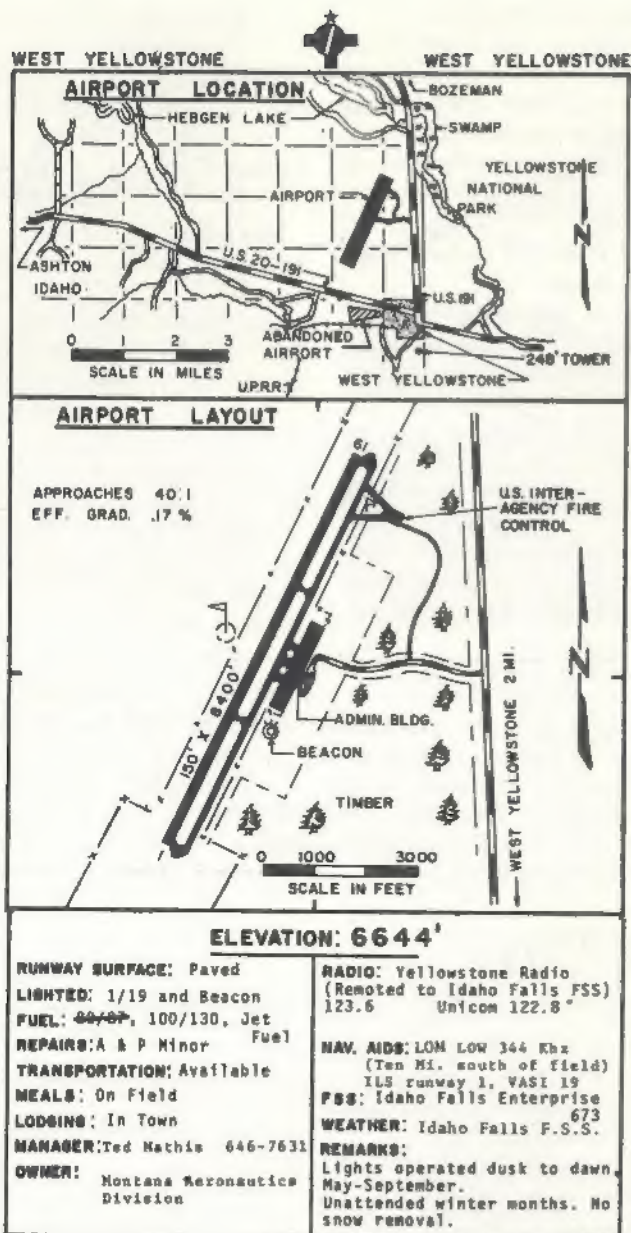 WEST YELLOWSTONE
WEST YELLOWSTONE
AIRPORT LOCATION
BOZEMAN
HEBGEN LAKE
SWAMP
YELLOWSTONE
NATIONAL
PARK
AIRPORT
N
U.S. 20-191
ASHTON
IDAHO
U.S. 191
ABANDONED
AIRPORT
248' TOWER
0 1 2 3
SCALE IN MILES
WEST YELLOWSTONE
U.P.R.R.
AIRPORT LAYOUT
19
APPROACHES 40:1
EFF. GRAD. .17 %
U.S. INTER-
AGENCY FIRE
CONTROL
N
150' X 8400'
WEST YELLOWSTONE 2 MI.
ADMIN. BLDG.
BEACON
TIMBER
1
0 1000 3000
SCALE IN FEET
ELEVATION: 6644'
RUNWAY SURFACE: Paved
LIGHTED: 1/19 and Beacon
FUEL: 80/87, 100/130, Jet
Fuel
REPAIRS: A & P Minor
TRANSPORTATION: Available
MEALS: On Field
LODGING: In Town
MANAGER: Ted Mathis 646-7631
OWNER: Montana Aeronautics
Division
RADIO: Yellowstone Radio
(Remoted to Idaho Falls FSS)
123.6 Unicom 122.8
NAV. AIDS: LOM LOW 344 Khz
(Ten Mi. south of field)
ILS runway 1, VASI 19
FSS: Idaho Falls Enterprise
673
WEATHER: Idaho Falls F.S.S.
REMARKS:
Lights operated dusk to dawn
May-September.
Unattended winter months. No
snow removal.